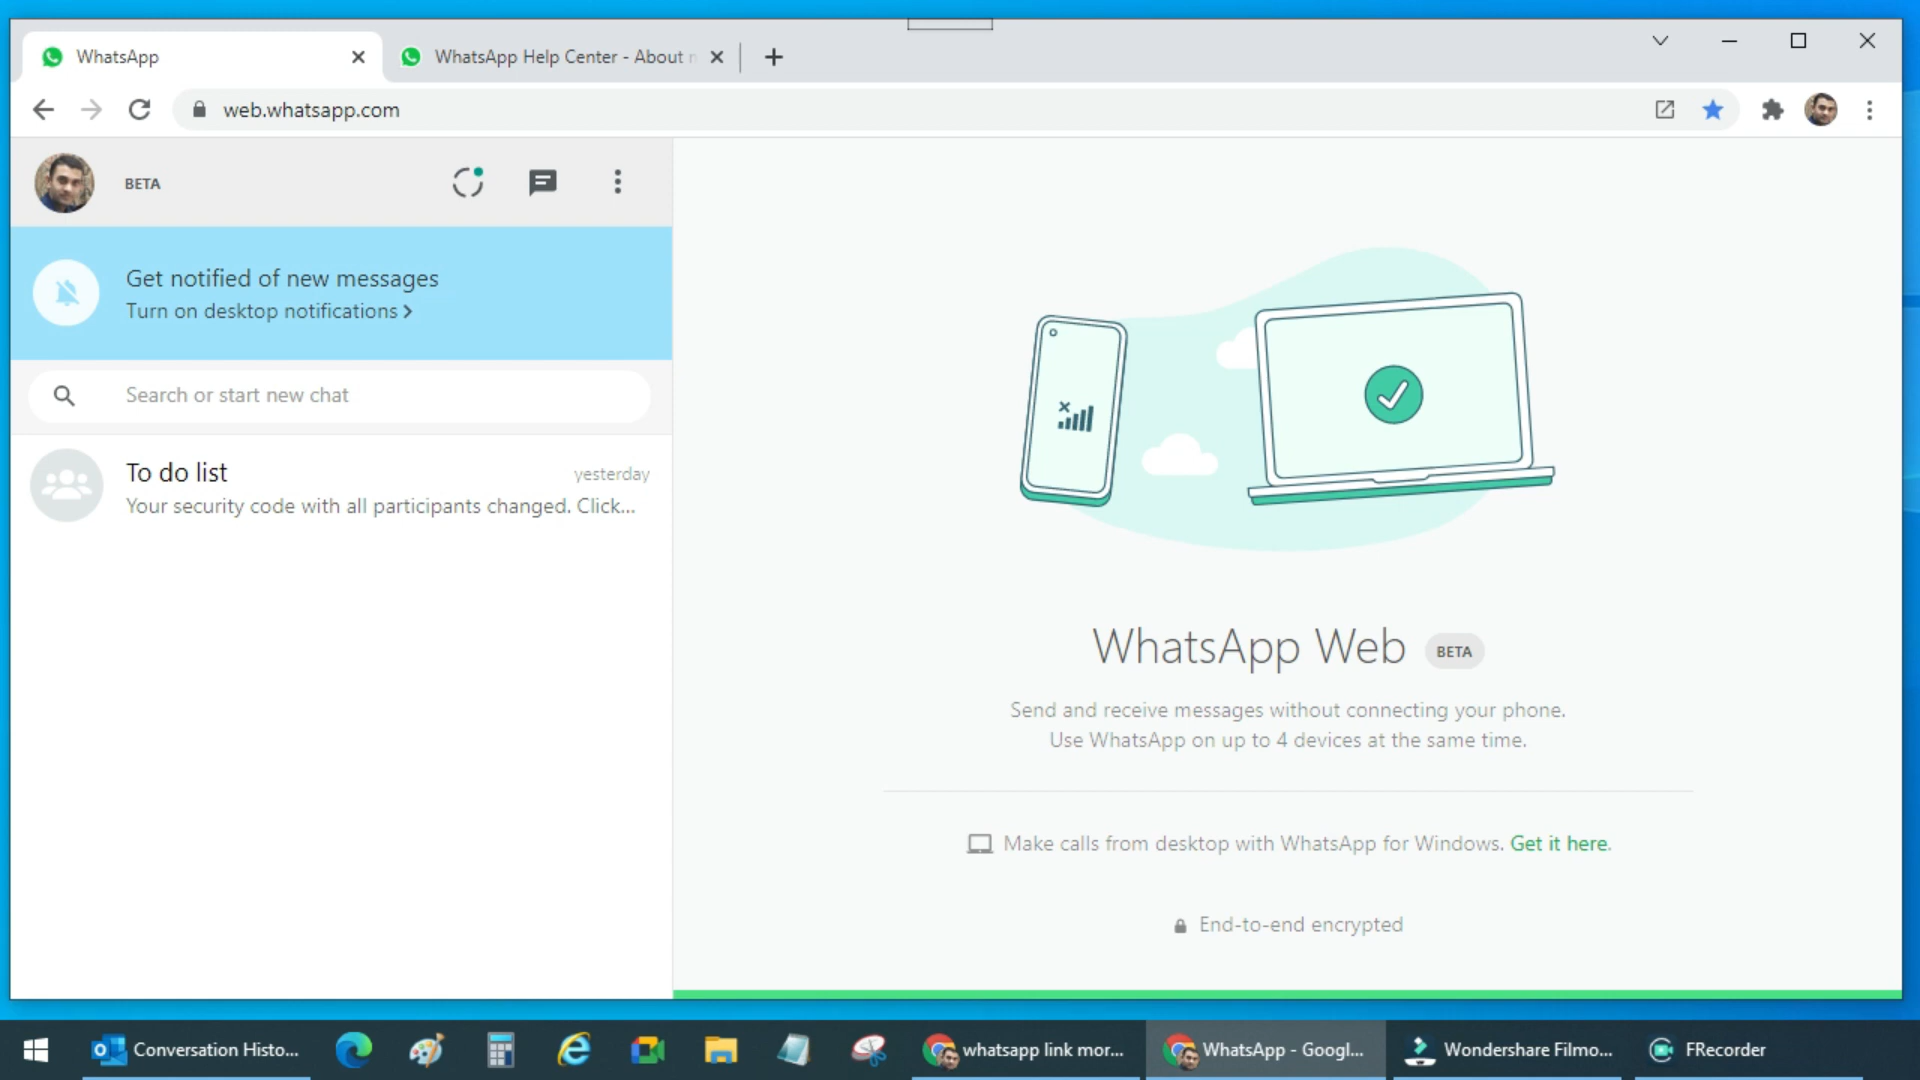 WhatsApp
WhatsApp Help Center - About
web.whatsapp.com
BETA
Get notified of new messages
Turn on desktop notifications
Search or start new chat
To do list
yesterday
Your security code with all participants changed. Click...
WhatsApp Web BETA
Send and receive messages without connecting your phone.
Use WhatsApp on up to 4 devices at the same time.
Make calls from desktop with WhatsApp for Windows. Get it here.
End-to-end encrypted
Conversation Histo...
whatsapp link mor...
WhatsApp - Googl...
Wondershare Filmo...
FRecorder